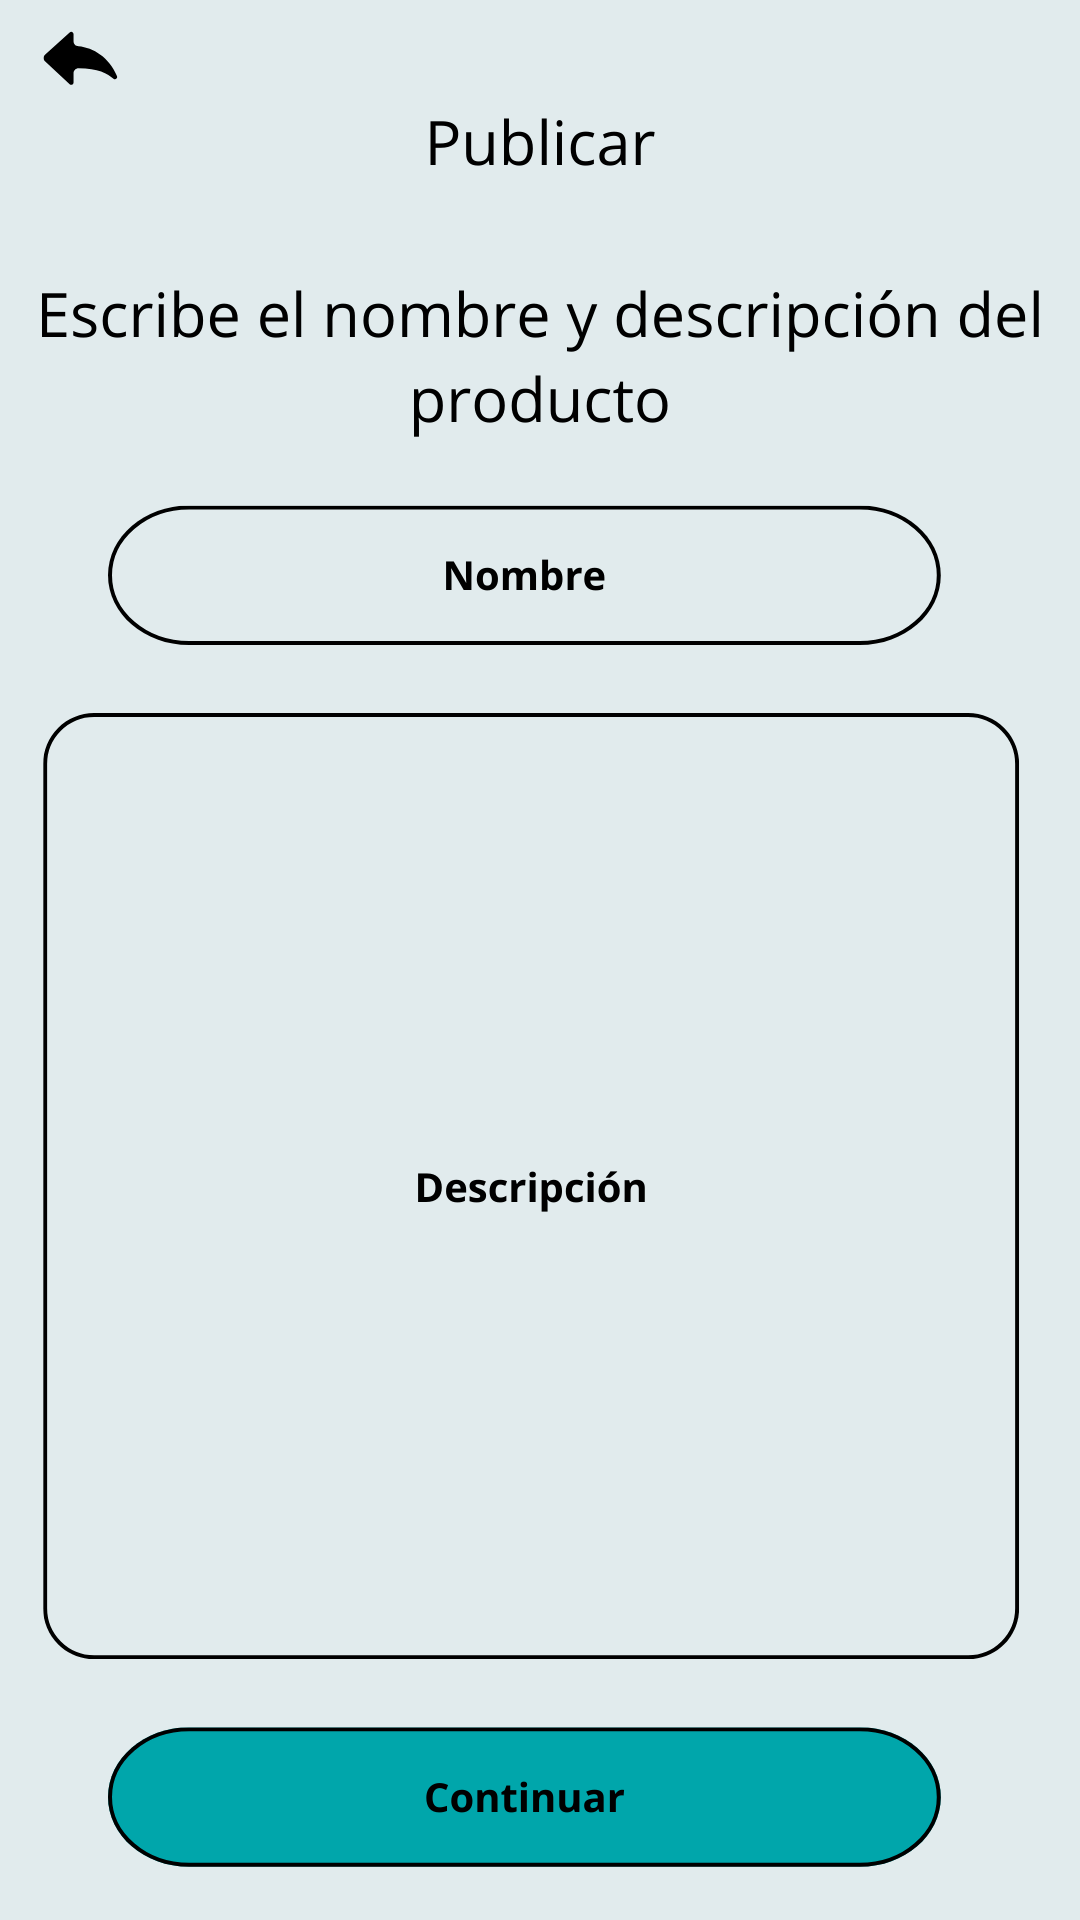 Publicar
Escribe el nombre y descripción del
producto
Nombre
Descripción
Continuar